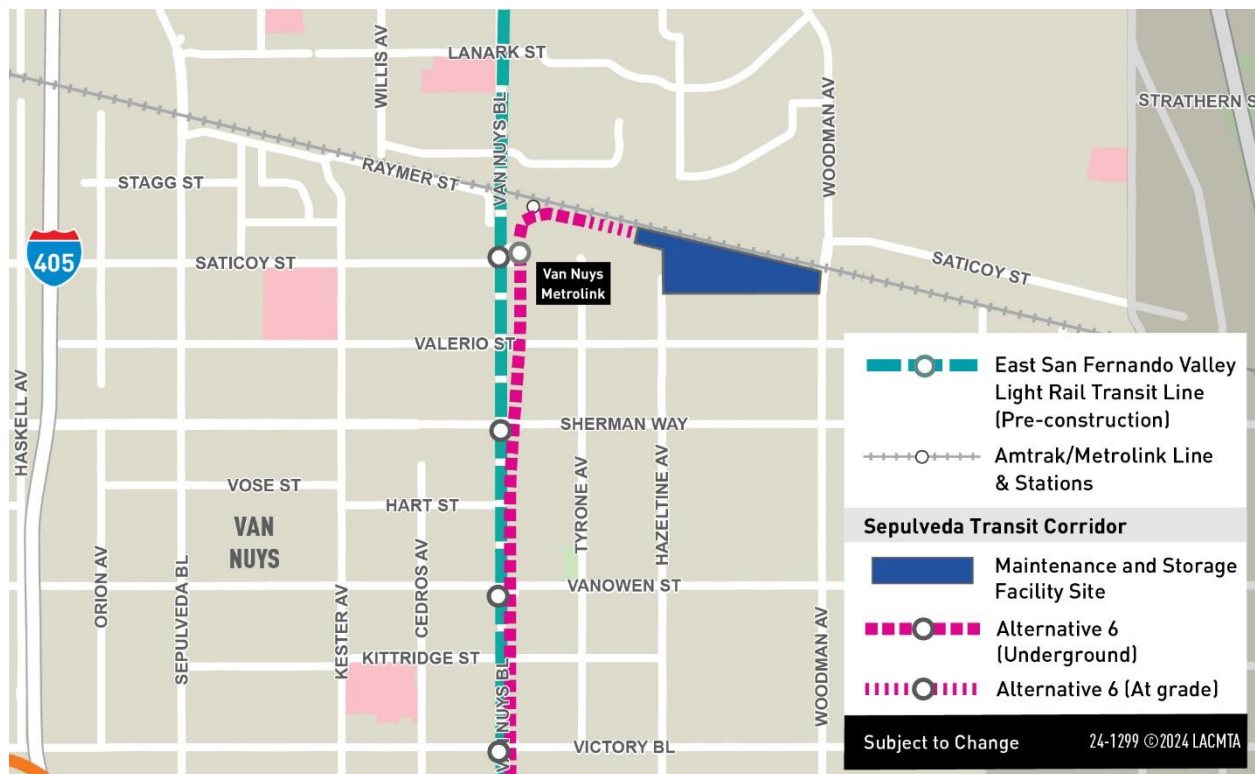 LANARK ST
WILLIS AV
VAN NUYS BL
WOODMAN AV
STRATHERN S
RAYMER ST
STAGG ST
405
SATICOY ST
SATICOY ST
Van Nuys
Metrolink
VALERIO ST
HASKELL AV
SHERMAN WAY
VOSE ST
HART ST
VAN
NUYS
TYRONE AV
HAZELTINE AV
ORION AV
SEPULVEDA BL
KESTER AV
CEDROS AV
VANOWEN ST
KITTRIDGE ST
VAN NUYS BL
WOODMAN AV
VICTORY BL
East San Fernando Valley
Light Rail Transit Line
(Pre-construction)
Amtrak/Metrolink Line
& Stations
Sepulveda Transit Corridor
Maintenance and Storage
Facility Site
Alternative 6
(Underground)
Alternative 6 (At grade)
Subject to Change 24-1299 ©2024 LACMTA